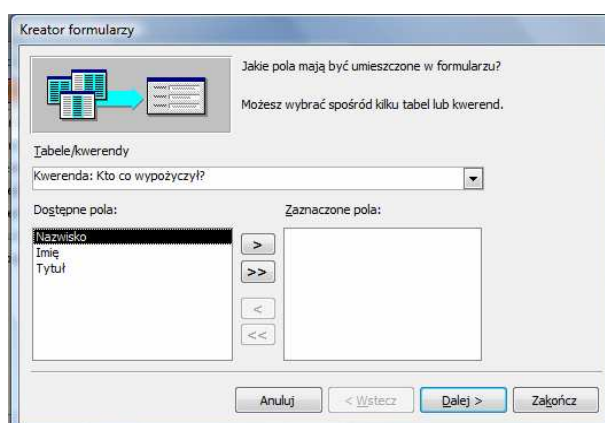 Kreator formularzy
Jakie pola mają być umieszczone w formularzu?
Możesz wybrać spośród kilku tabel lub kwerend.
Tabele/kwerendy
Kwerenda: Kto co wypożyczył?
Dostępne pola:
Zaznaczone pola:
Nazwisko
Imię
Tytuł
>
>>
<
<<
Anuluj
< Wstecz
Dalej >
Zakończ